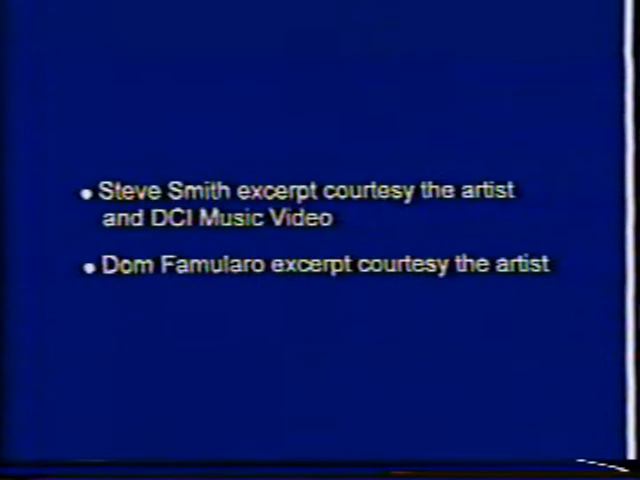 • Steve Smith excerpt courtesy the artist
and DCI Music Video
• Dom Famularo excerpt courtesy the artist